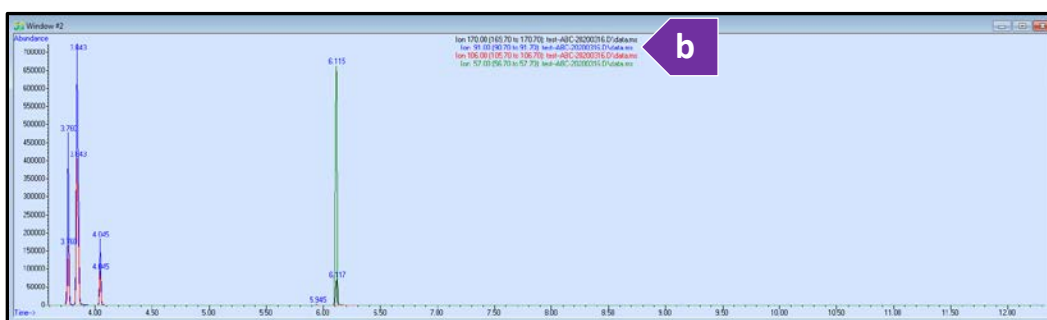 Window #2
Abundance
Ion 170.00 (169.70 to 170.70): test-ABC-20200316.D\data.ms
Ion 91.00 (90.70 to 91.70): test-ABC-20200316.D\data.ms
Ion 106.00 (105.70 to 106.70): test-ABC-20200316.D\data.ms
Ion 57.00 (56.70 to 57.70): test-ABC-20200316.D\data.ms
b
700000
3.843
650000
6.115
600000
550000
500000
3.760
450000
400000
3.843
350000
300000
250000
200000
4.045
3.760
150000
100000
4.045
6.117
50000
5.945
0
Time-->
4.00 4.50 5.00 5.50 6.00 6.50 7.00 7.50 8.00 8.50 9.00 9.50 10.00 10.50 11.00 11.50 12.00